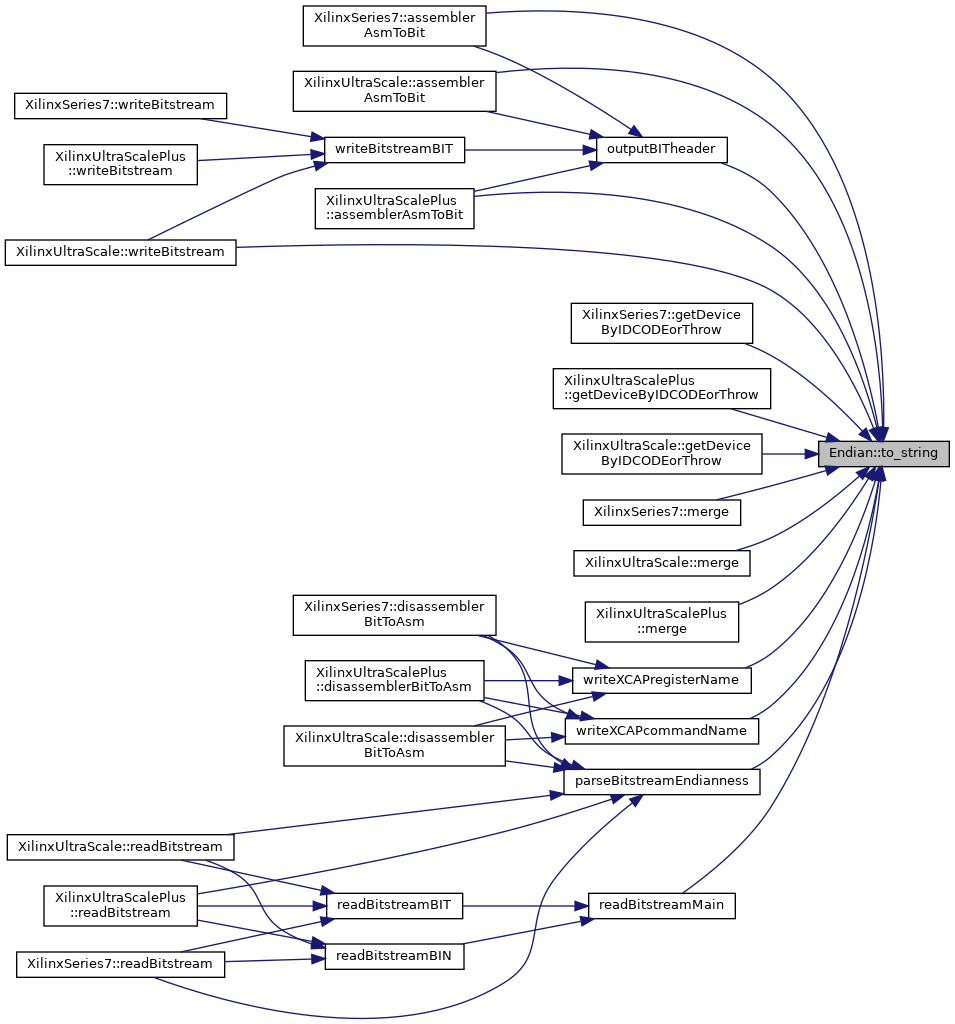 XilinxSeries7::assembler
AsmToBit
XilinxUltraScale::assembler
AsmToBit
XilinxSeries7::writeBitstream
writeBitstreamBIT
outputBITheader
XilinxUltraScalePlus
::writeBitstream
XilinxUltraScalePlus
::assemblerAsmToBit
XilinxUltraScale::writeBitstream
XilinxSeries7::getDevice
ByIDCODEorThrow
XilinxUltraScalePlus
::getDeviceByIDCODEorThrow
XilinxUltraScale::getDevice
ByIDCODEorThrow
Endian::to_string
XilinxSeries7::merge
XilinxUltraScale::merge
XilinxUltraScalePlus
::merge
XilinxSeries7::disassembler
BitToAsm
XilinxUltraScalePlus
::disassemblerBitToAsm
writeXCAPregisterName
XilinxUltraScale::disassembler
BitToAsm
writeXCAPcommandName
parseBitstreamEndianness
XilinxUltraScale::readBitstream
XilinxUltraScalePlus
::readBitstream
readBitstreamBIT
readBitstreamMain
XilinxSeries7::readBitstream
readBitstreamBIN